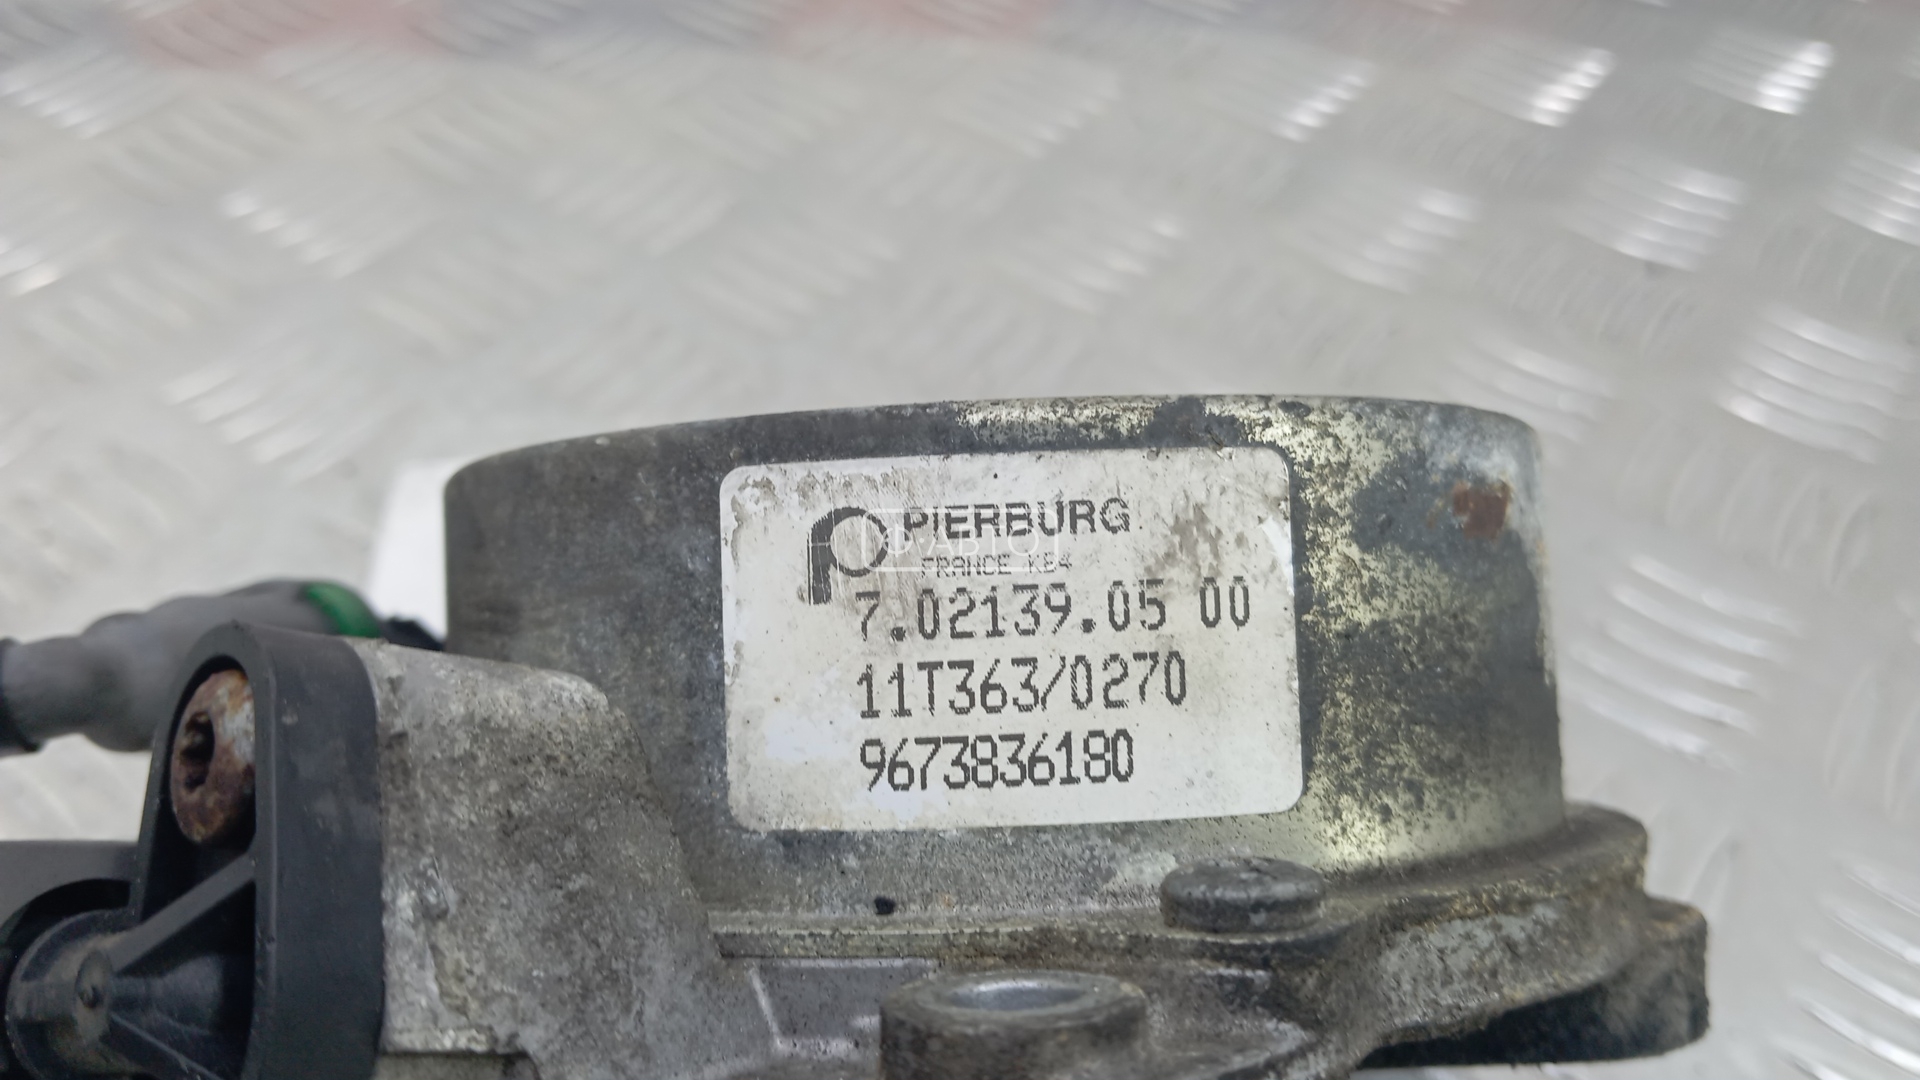 PIERBURG
FRANCE KB4
7.02139.05 00
11T363/0270
9673836180